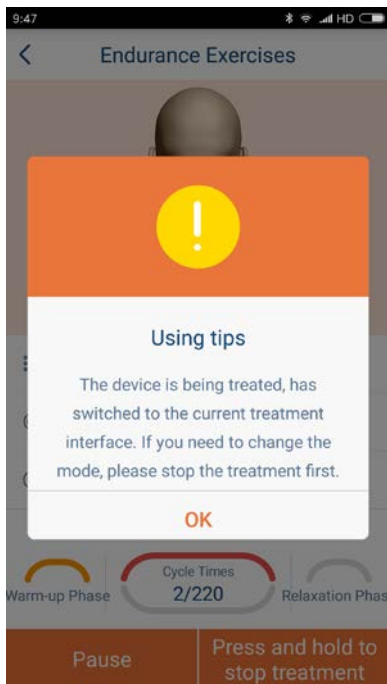 9:47
HD
Endurance Exercises
Using tips
The device is being treated, has
switched to the current treatment
interface. If you need to change the
mode, please stop the treatment first.
OK
Cycle Times
Warm-up Phase
2/220
Relaxation Phas
Pause
Press and hold to
stop treatment